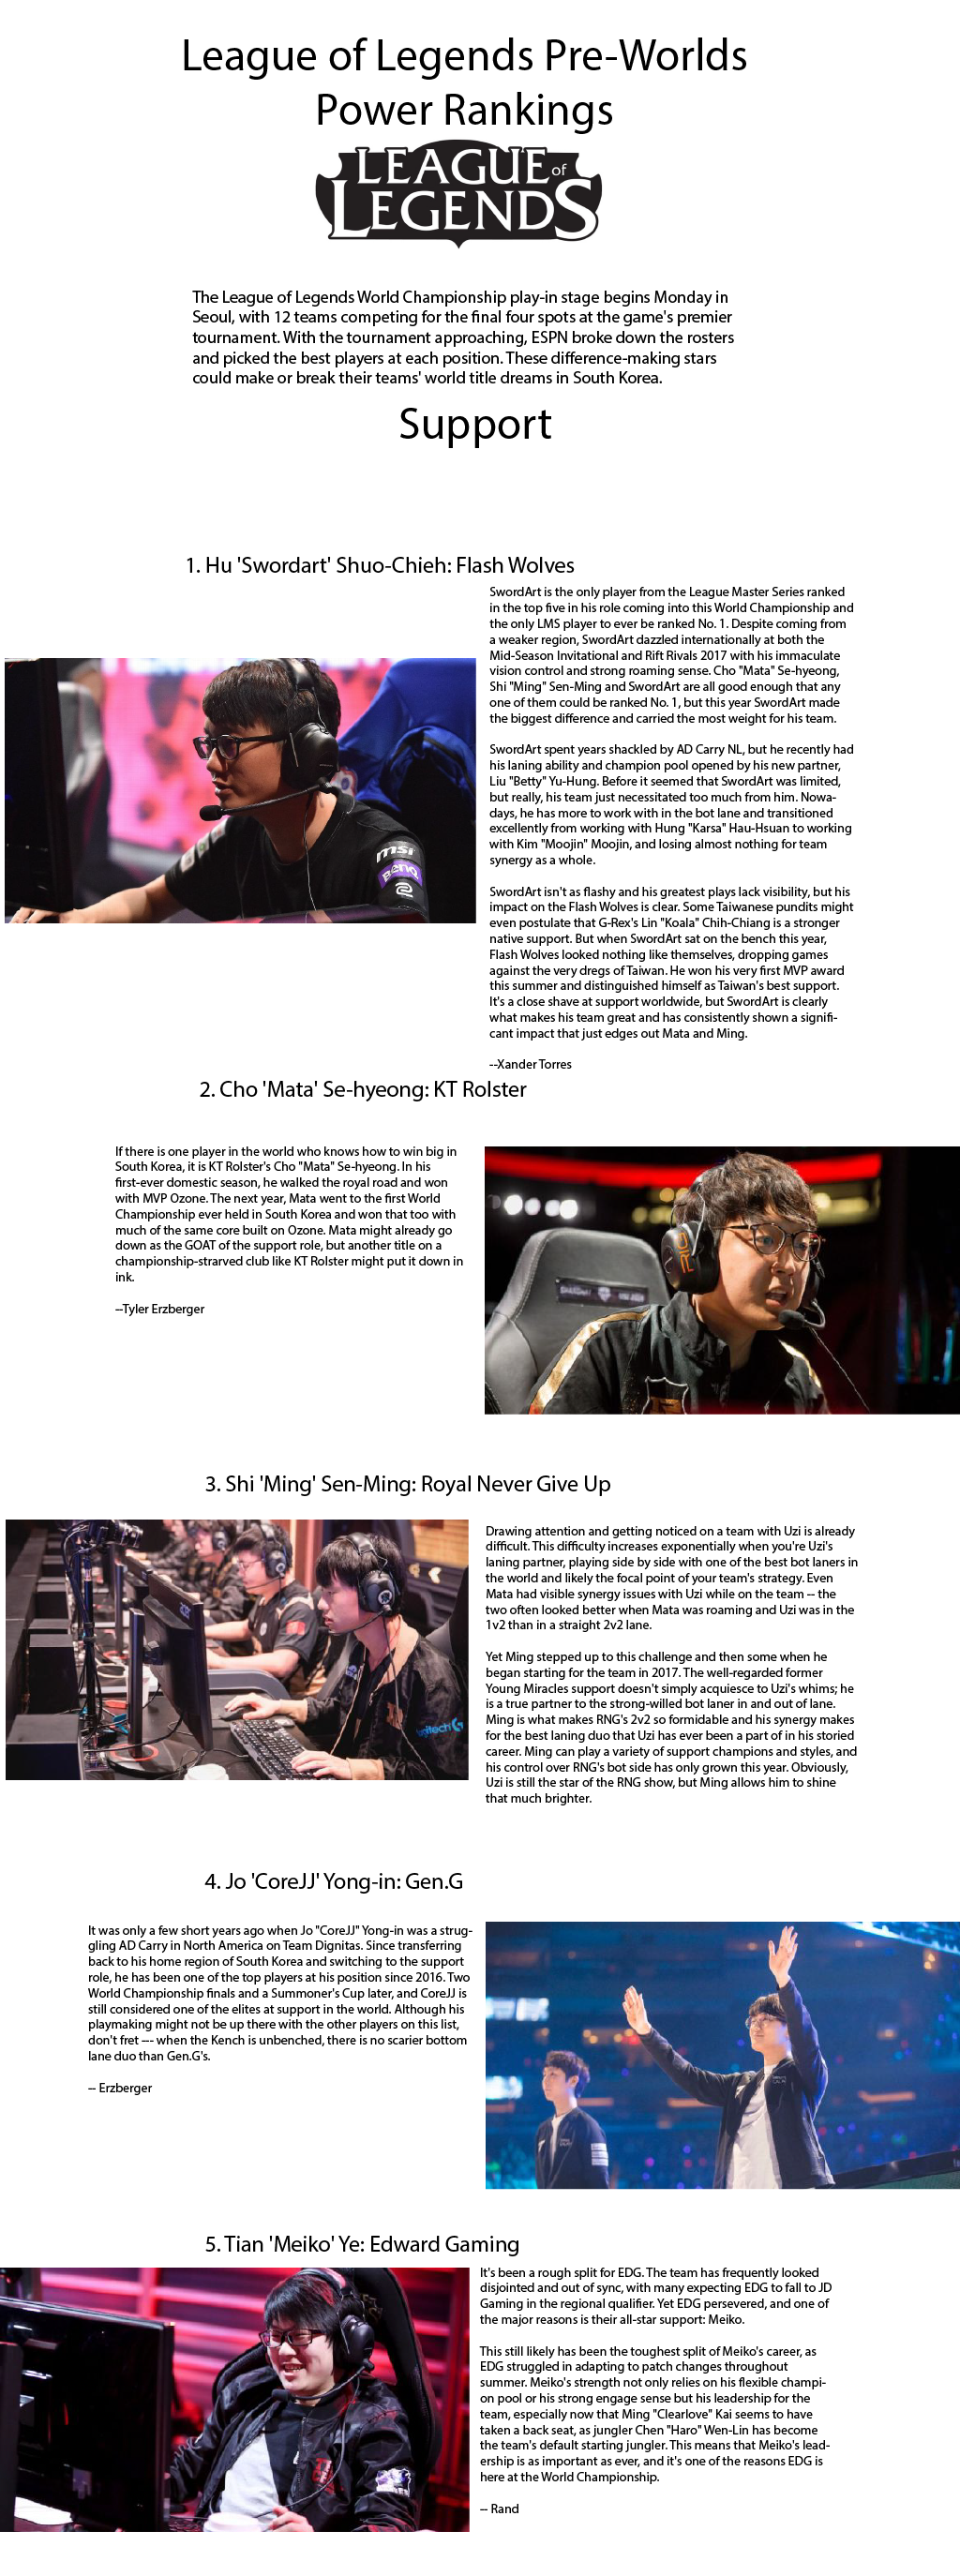 League of Legends Pre-Worlds
Power Rankings
LEAGUE of
LEGENDS
The League of Legends World Championship play-in stage begins Monday in
Seoul, with 12 teams competing for the final four spots at the game's premier
tournament. With the tournament approaching, ESPN broke down the rosters
and picked the best players at each position. These difference-making stars
could make or break their teams' world title dreams in South Korea.
Support
1. Hu 'Swordart' Shuo-Chieh: Flash Wolves
SwordArt is the only player from the League Master Series ranked
in the top five in his role coming into this World Championship and
the only LMS player to ever be ranked No. 1. Despite coming from
a weaker region, SwordArt dazzled internationally at both the
Mid-Season Invitational and Rift Rivals 2017 with his immaculate
vision control and strong roaming sense. Cho "Mata" Se-hyeong,
Shi "Ming" Sen-Ming and SwordArt are all good enough that any
one of them could be ranked No. 1, but this year SwordArt made
the biggest difference and carried the most weight for his team.
SwordArt spent years shackled by AD Carry NL, but he recently had
his laning ability and champion pool opened by his new partner,
Liu "Betty" Yu-Hung. Before it seemed that SwordArt was limited,
but really, his team just necessitated too much from him. Nowa-
days, he has more to work with in the bot lane and transitioned
excellently from working with Hung "Karsa" Hau-Hsuan to working
with Kim "Moojin" Moojin, and losing almost nothing for team
synergy as a whole.
SwordArt isn't as flashy and his greatest plays lack visibility, but his
impact on the Flash Wolves is clear. Some Taiwanese pundits might
even postulate that G-Rex's Lin "Koala" Chih-Chiang is a stronger
native support. But when SwordArt sat on the bench this year,
Flash Wolves looked nothing like themselves, dropping games
against the very dregs of Taiwan. He won his very first MVP award
this summer and distinguished himself as Taiwan's best support.
It's a close shave at support worldwide, but SwordArt is clearly
what makes his team great and has consistently shown a signifi-
cant impact that just edges out Mata and Ming.
--Xander Torres
msi
BenQ
2. Cho 'Mata' Se-hyeong: KT Rolster
If there is one player in the world who knows how to win big in
South Korea, it is KT Rolster's Cho "Mata" Se-hyeong. In his
first-ever domestic season, he walked the royal road and won
with MVP Ozone. The next year, Mata went to the first World
Championship ever held in South Korea and won that too with
much of the same core built on Ozone. Mata might already go
down as the GOAT of the support role, but another title on a
championship-strarved club like KT Rolster might put it down in
ink.
--Tyler Erzberger
3. Shi 'Ming' Sen-Ming: Royal Never Give Up
Drawing attention and getting noticed on a team with Uzi is already
difficult. This difficulty increases exponentially when you're Uzi's
laning partner, playing side by side with one of the best bot laners in
the world and likely the focal point of your team's strategy. Even
Mata had visible synergy issues with Uzi while on the team -- the
two often looked better when Mata was roaming and Uzi was in the
1v2 than in a straight 2v2 lane.
Yet Ming stepped up to this challenge and then some when he
began starting for the team in 2017. The well-regarded former
Young Miracles support doesn't simply acquiesce to Uzi's whims; he
is a true partner to the strong-willed bot laner in and out of lane.
Ming is what makes RNG's 2v2 so formidable and his synergy makes
for the best laning duo that Uzi has ever been a part of in his storied
career. Ming can play a variety of support champions and styles, and
his control over RNG's bot side has only grown this year. Obviously,
Uzi is still the star of the RNG show, but Ming allows him to shine
that much brighter.
4. Jo 'CoreJJ' Yong-in: Gen.G
It was only a few short years ago when Jo "CoreJJ" Yong-in was a strug-
gling AD Carry in North America on Team Dignitas. Since transferring
back to his home region of South Korea and switching to the support
role, he has been one of the top players at his position since 2016. Two
World Championship finals and a Summoner's Cup later, and CoreJJ is
still considered one of the elites at support in the world. Although his
playmaking might not be up there with the other players on this list,
don't fret --- when the Kench is unbenched, there is no scarier bottom
lane duo than Gen.G's.
-- Erzberger
5. Tian 'Meiko' Ye: Edward Gaming
It's been a rough split for EDG. The team has frequently looked
disjointed and out of sync, with many expecting EDG to fall to JD
Gaming in the regional qualifier. Yet EDG persevered, and one of
the major reasons is their all-star support: Meiko.
This still likely has been the toughest split of Meiko's career, as
EDG struggled in adapting to patch changes throughout
summer. Meiko's strength not only relies on his flexible champi-
on pool or his strong engage sense but his leadership for the
team, especially now that Ming "Clearlove" Kai seems to have
taken a back seat, as jungler Chen "Haro" Wen-Lin has become
the team's default starting jungler. This means that Meiko's lead-
ership is as important as ever, and it's one of the reasons EDG is
here at the World Championship.
-- Rand